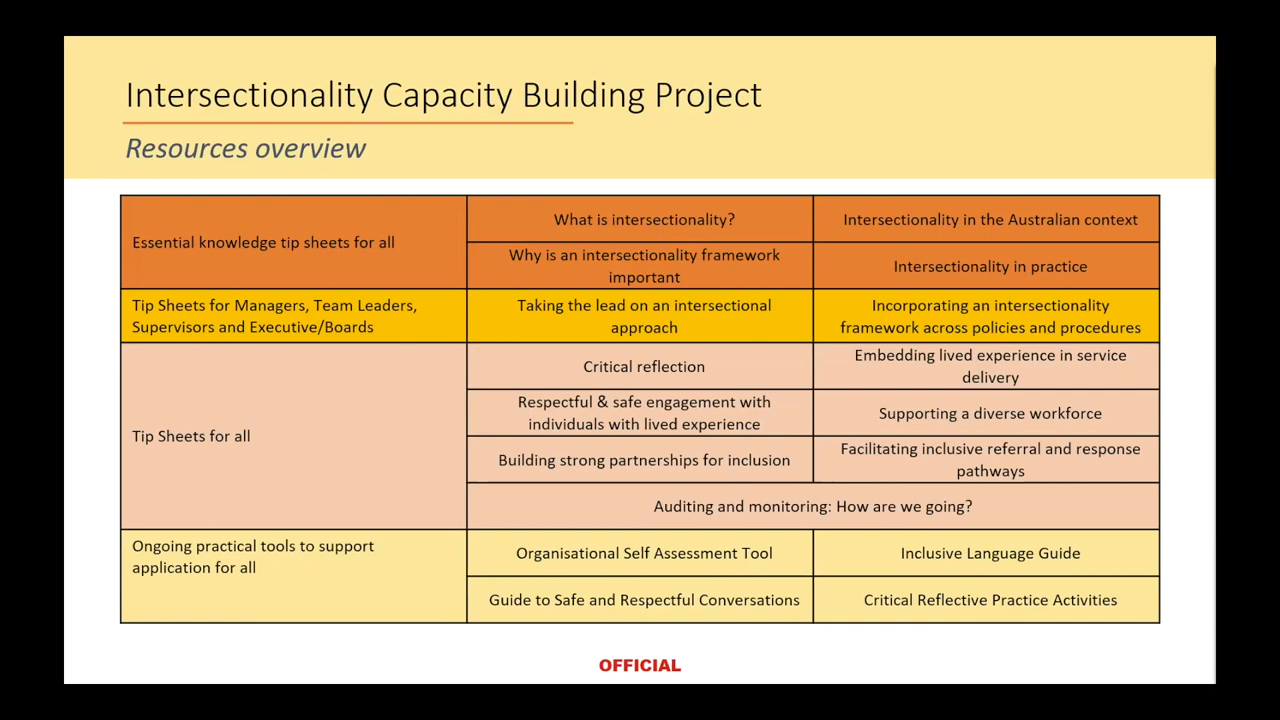 Intersectionality Capacity Building Project
Resources overview
Essential knowledge tip sheets for all
What is intersectionality?
Intersectionality in the Australian context
Why is an intersectionality framework
important
Intersectionality in practice
Tip Sheets for Managers, Team Leaders,
Supervisors and Executive/Boards
Taking the lead on an intersectional
approach
Incorporating an intersectionality
framework across policies and procedures
Tip Sheets for all
Critical reflection
Embedding lived experience in service
delivery
Respectful & safe engagement with
individuals with lived experience
Supporting a diverse workforce
Building strong partnerships for inclusion
Facilitating inclusive referral and response
pathways
Auditing and monitoring: How are we going?
Ongoing practical tools to support
application for all
Organisational Self Assessment Tool
Inclusive Language Guide
Guide to Safe and Respectful Conversations
Critical Reflective Practice Activities
OFFICIAL